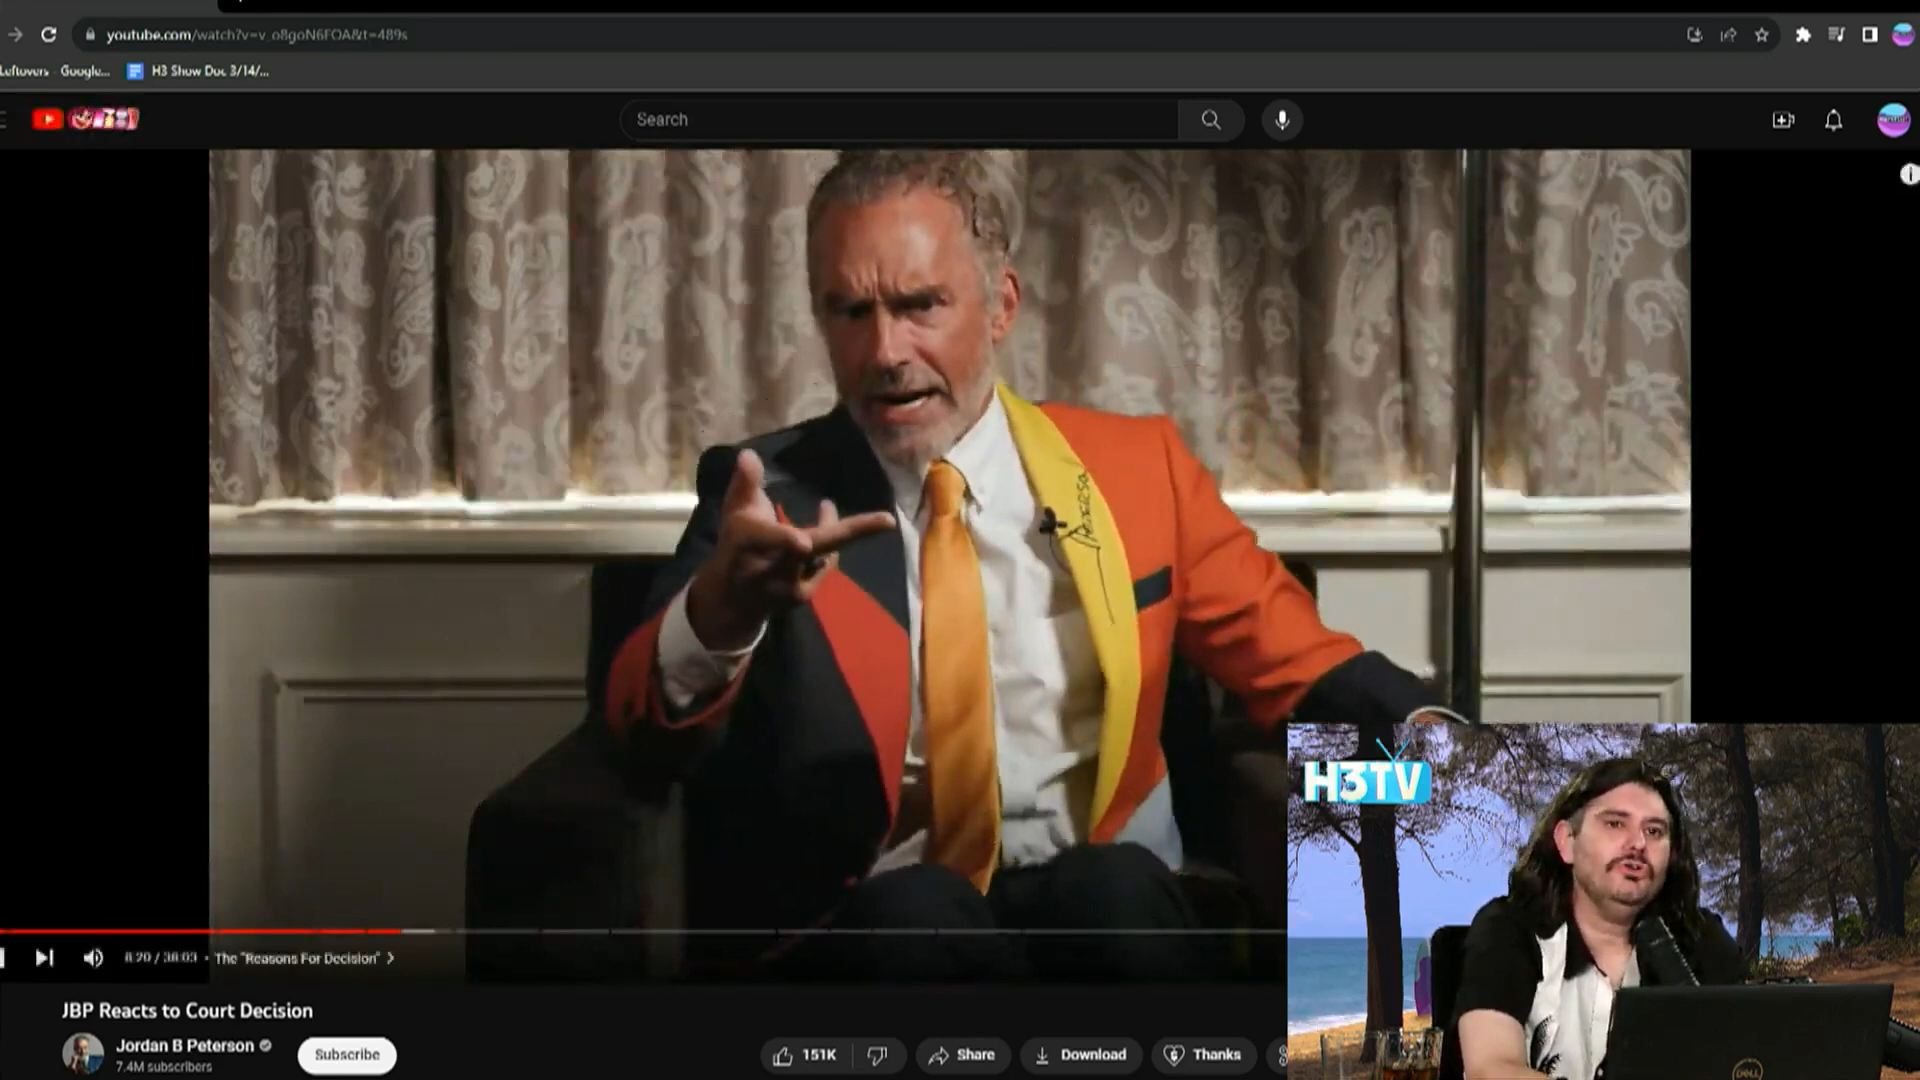 youtube.com/watch?v=v_o8goN6FOA&t=489s
Leftovers - Google...
H3 Show Doc 3/14/...
Search
H3TV
8:20 / 38:03 • The "Reasons For Decision" >
JBP Reacts to Court Decision
Jordan B Peterson
7.4M subscribers
Subscribe
151K
Share
Download
Thanks
DELL